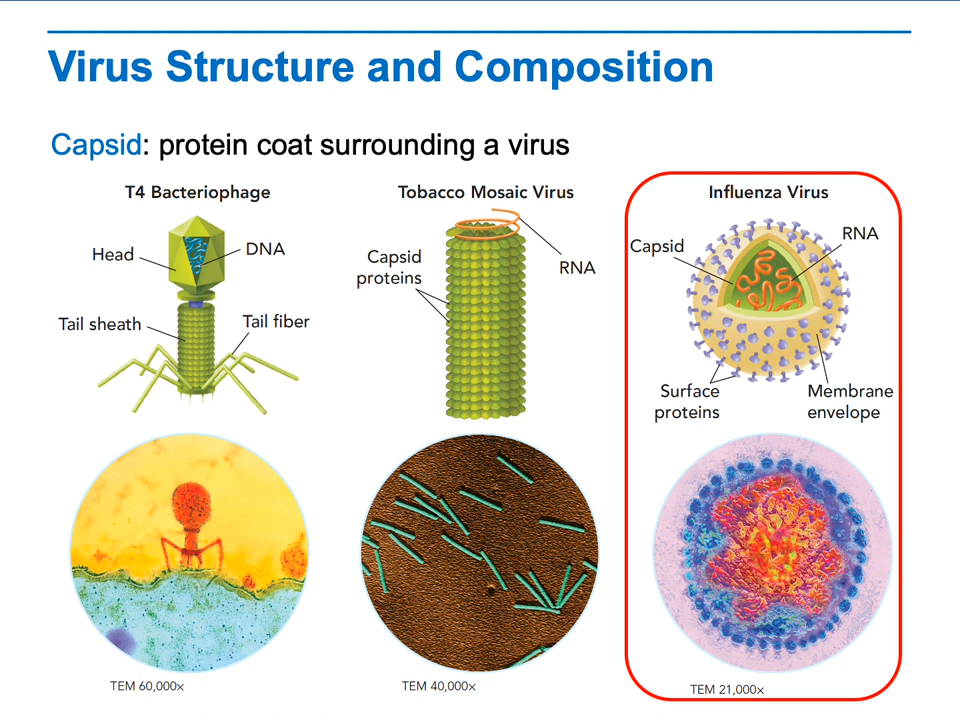 Virus Structure and Composition
Capsid: protein coat surrounding a virus
T4 Bacteriophage
Head
DNA
Tail sheath
Tail fiber
TEM 60,000×
Tobacco Mosaic Virus
Capsid
proteins
RNA
TEM 40,000×
Influenza Virus
Capsid
RNA
Surface
proteins
Membrane
envelope
TEM 21,000×